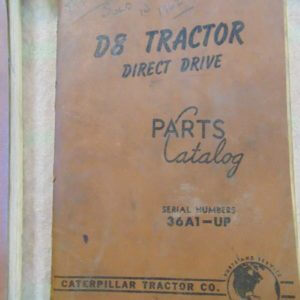 D8 TRACTOR
DIRECT DRIVE
PARTS
Catalog
SERIAL NUMBERS
36A1-UP
CATERPILLAR TRACTOR CO.